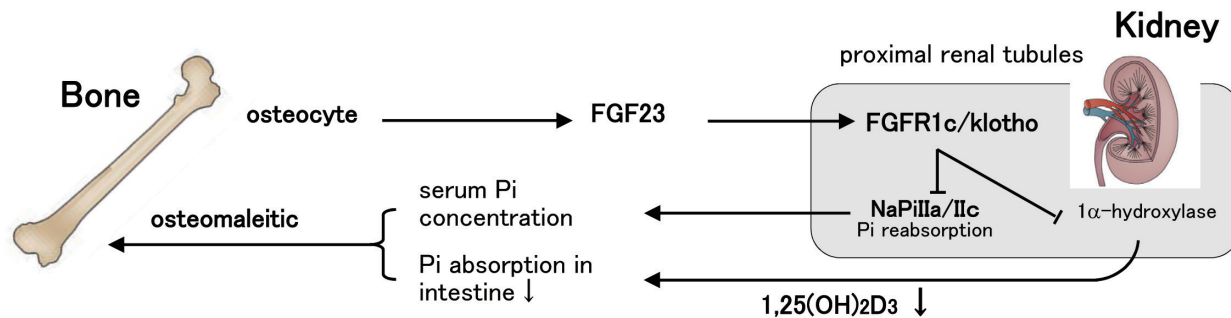 Kidney
proximal renal tubules
Bone
osteocyte
FGF23
FGFR1c/klotho
serum Pi
concentration
osteomaleitic
NaPiIIa/IIc
Pi reabsorption
1α-hydroxylase
Pi absorption in
intestine ↓
1,25(OH)₂D₃ ↓